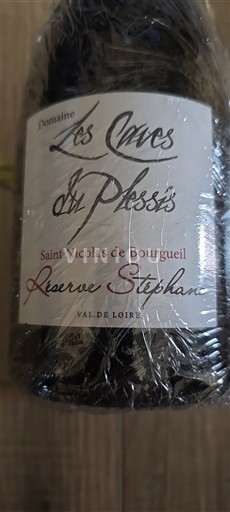 Domaine
Les Caves
du Plessis
Saint Nicolas de Bourgueil
Réserve Stéphane
VAL DE LOIRE